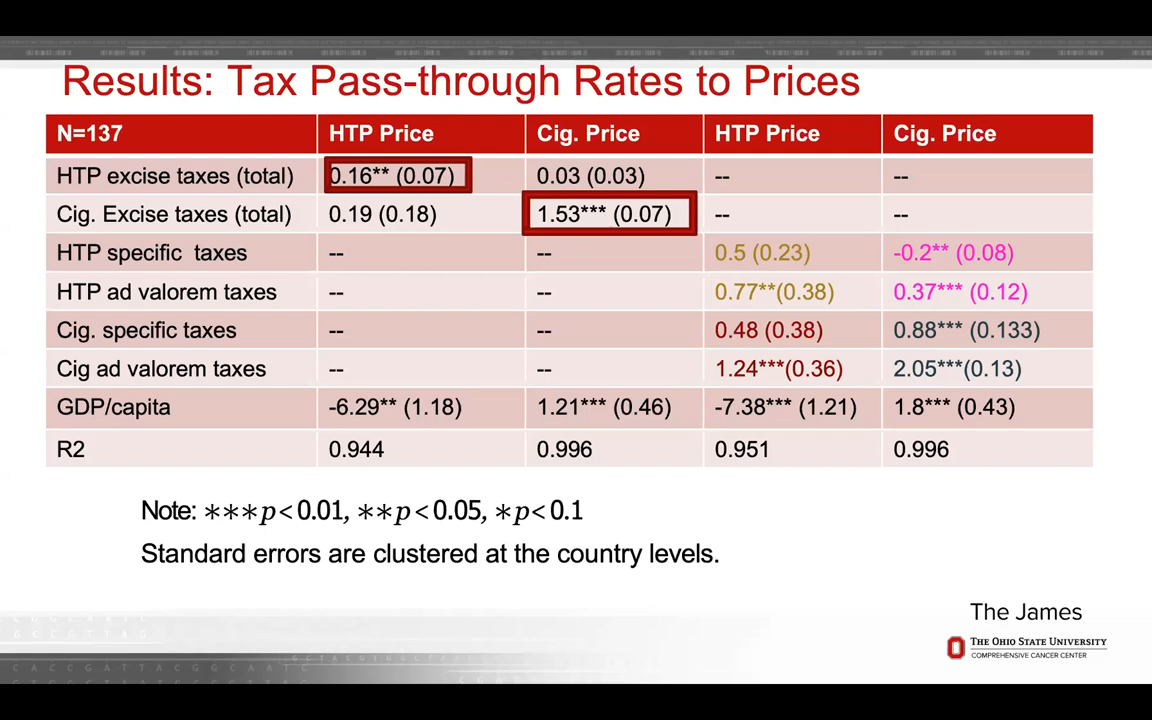 Results: Tax Pass-through Rates to Prices
N=137 HTP Price Cig. Price HTP Price Cig. Price
HTP excise taxes (total) 0.16** (0.07) 0.03 (0.03) -- --
Cig. Excise taxes (total) 0.19 (0.18) 1.53*** (0.07) -- --
HTP specific taxes -- -- 0.5 (0.23) -0.2** (0.08)
HTP ad valorem taxes -- -- 0.77**(0.38) 0.37*** (0.12)
Cig. specific taxes -- -- 0.48 (0.38) 0.88*** (0.133)
Cig ad valorem taxes -- -- 1.24***(0.36) 2.05***(0.13)
GDP/capita -6.29** (1.18) 1.21*** (0.46) -7.38*** (1.21) 1.8*** (0.43)
R2 0.944 0.996 0.951 0.996
Note: ∗∗∗p<0.01, ∗∗p<0.05, ∗p<0.1
Standard errors are clustered at the country levels.
The James
THE OHIO STATE UNIVERSITY
COMPREHENSIVE CANCER CENTER